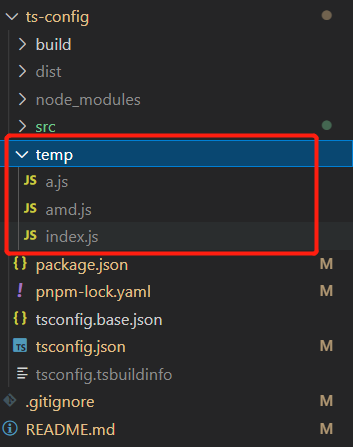 ts-config
build
dist
node_modules
src
temp
JS a.js
JS amd.js
JS index.js
{} package.json
! pnpm-lock.yaml
{} tsconfig.base.json
TS tsconfig.json
tsconfig.tsbuildinfo
.gitignore
README.md
M
M
M
M